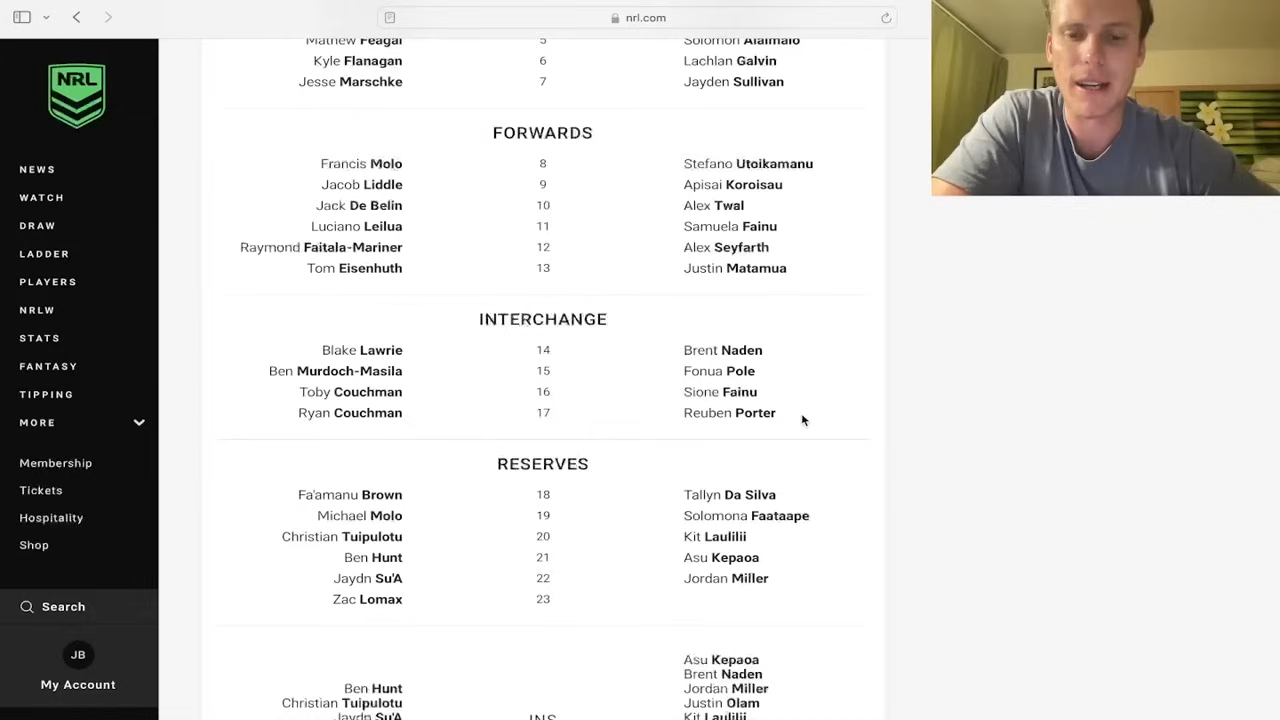 nrl.com
NRL
NEWS
WATCH
DRAW
LADDER
PLAYERS
NRLW
STATS
FANTASY
TIPPING
MORE
Membership
Tickets
Hospitality
Shop
Search
JB
My Account
Mathew Feagai 5 Solomon Alaimalo
Kyle Flanagan 6 Lachlan Galvin
Jesse Marschke 7 Jayden Sullivan
FORWARDS
Francis Molo 8 Stefano Utoikamanu
Jacob Liddle 9 Apisai Koroisau
Jack De Belin 10 Alex Twal
Luciano Leilua 11 Samuela Fainu
Raymond Faitala-Mariner 12 Alex Seyfarth
Tom Eisenhuth 13 Justin Matamua
INTERCHANGE
Blake Lawrie 14 Brent Naden
Ben Murdoch-Masila 15 Fonua Pole
Toby Couchman 16 Sione Fainu
Ryan Couchman 17 Reuben Porter
RESERVES
Fa'amanu Brown 18 Tallyn Da Silva
Michael Molo 19 Solomona Faataape
Christian Tuipulotu 20 Kit Laulilii
Ben Hunt 21 Asu Kepaoa
Jaydn Su'A 22 Jordan Miller
Zac Lomax 23
Asu Kepaoa
Brent Naden
Ben Hunt Jordan Miller
Christian Tuipulotu Justin Olam
Jaydn Su'A INS Kit Laulilii